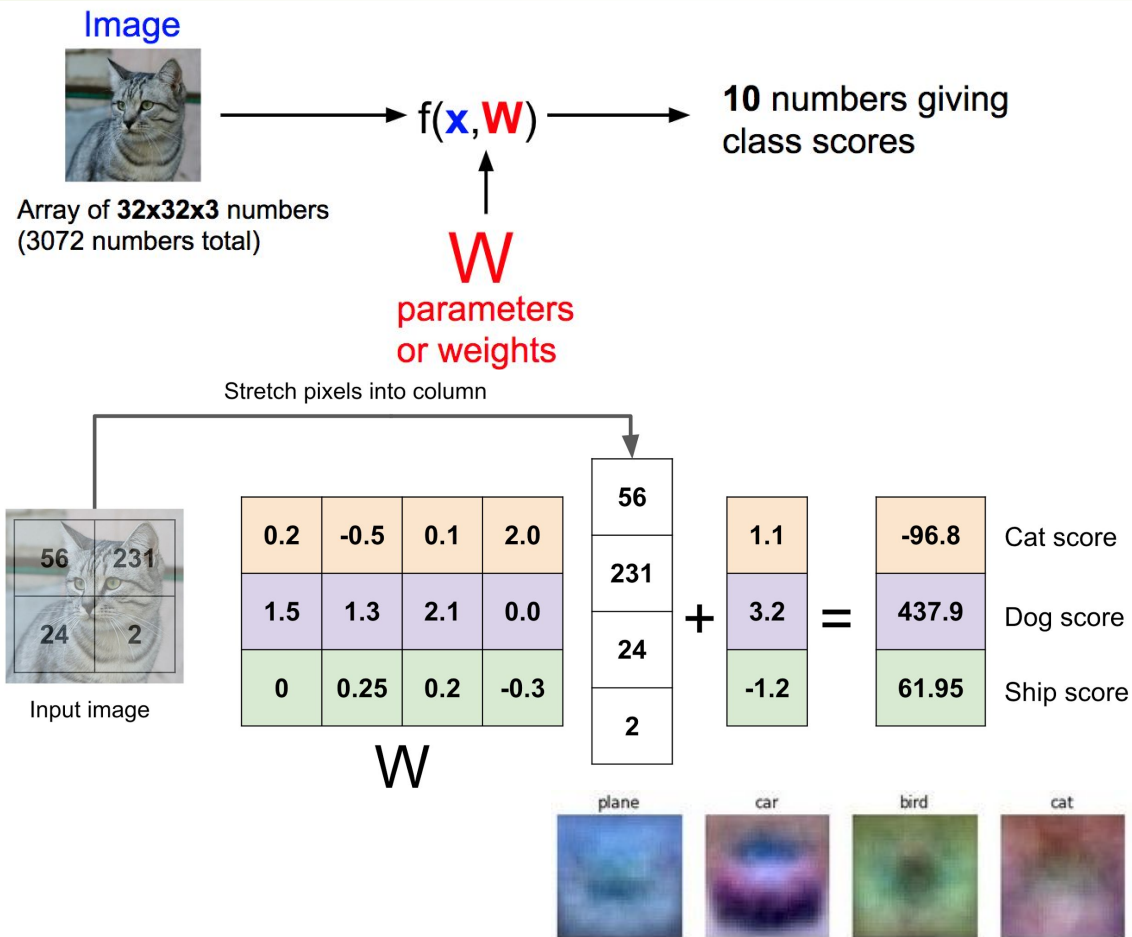 Image
f(x,W)
10 numbers giving
class scores
Array of 32x32x3 numbers
(3072 numbers total)
W
parameters
or weights
Stretch pixels into column
56 231
24 2
Input image
0.2 -0.5 0.1 2.0
1.5 1.3 2.1 0.0
0 0.25 0.2 -0.3
W
56
231
24
2
+
1.1
3.2
-1.2
=
-96.8 Cat score
437.9 Dog score
61.95 Ship score
plane car bird cat